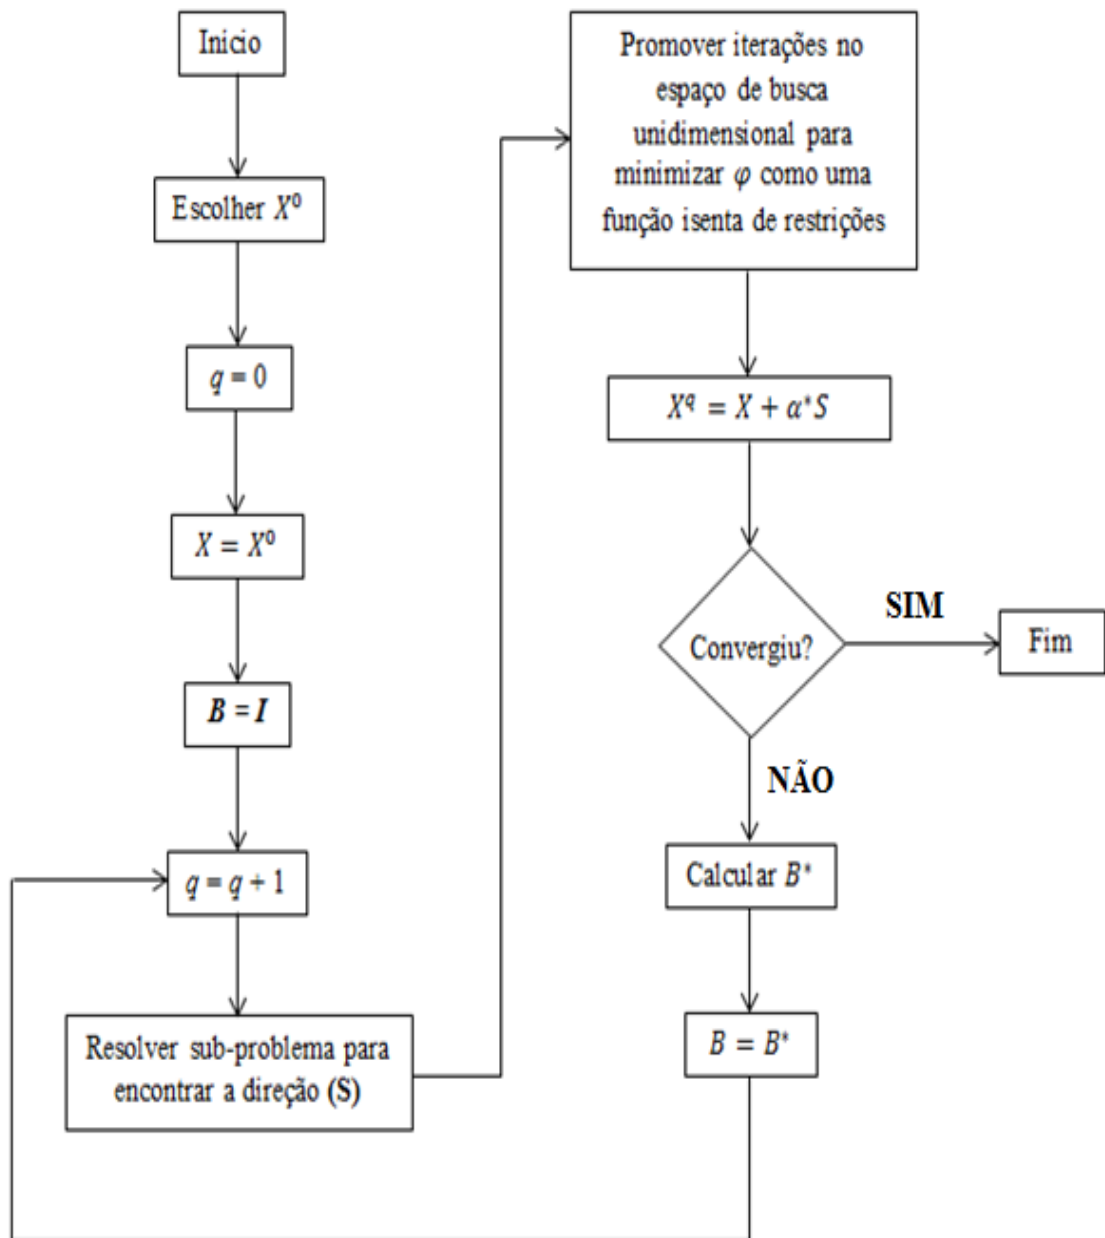 Inicio
Escolher X⁰
q = 0
X = X⁰
B = I
q = q + 1
Resolver sub-problema para
encontrar a direção (S)
Promover iterações no
espaço de busca
unidimensional para
minimizar φ como uma
função isenta de restrições
X^q = X + α*S
Convergiu?
SIM
Fim
NÃO
Calcular B*
B = B*